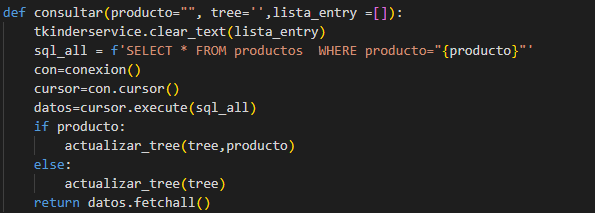 def consultar(producto="", tree='',lista_entry =[]):
    tkinderservice.clear_text(lista_entry)
    sql_all = f'SELECT * FROM productos  WHERE producto="{producto}"'
    con=conexion()
    cursor=con.cursor()
    datos=cursor.execute(sql_all)
    if producto:
        actualizar_tree(tree,producto)
    else:
        actualizar_tree(tree)
    return datos.fetchall()